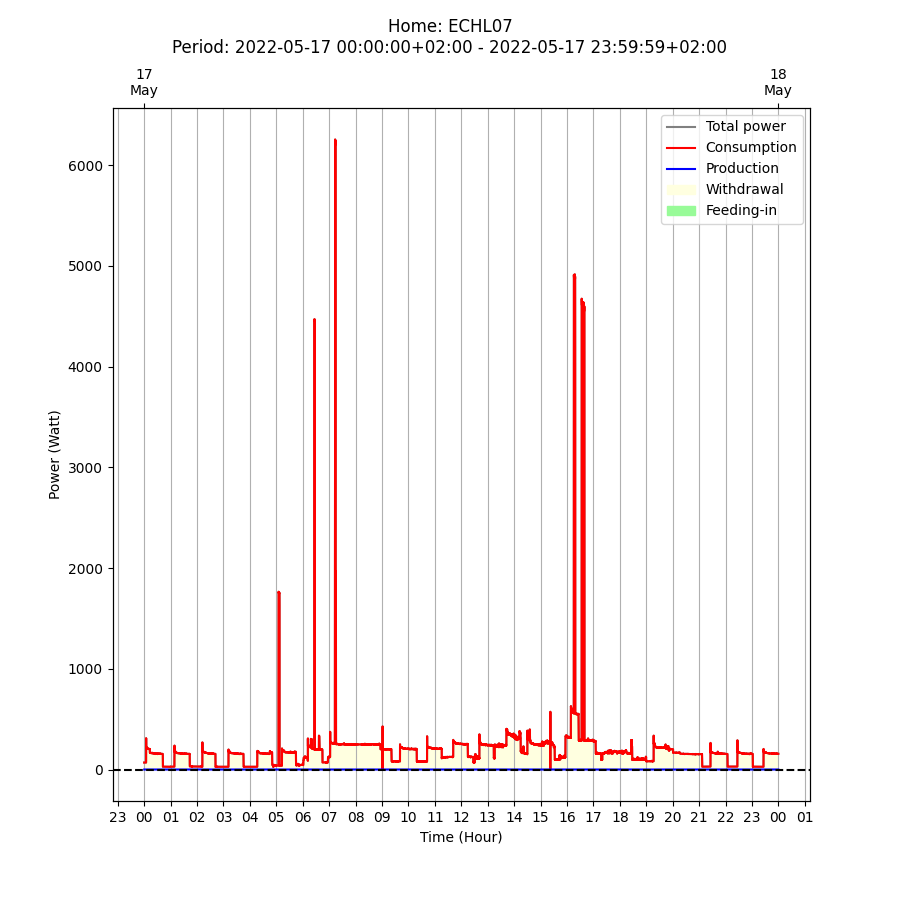 Home: ECHL07
Period: 2022-05-17 00:00:00+02:00 - 2022-05-17 23:59:59+02:00
17 18
May May
Total power
Consumption
Production
Withdrawal
Feeding-in
6000
5000
4000
3000
2000
1000
0
Power (Watt)
23 00 01 02 03 04 05 06 07 08 09 10 11 12 13 14 15 16 17 18 19 20 21 22 23 00 01
Time (Hour)